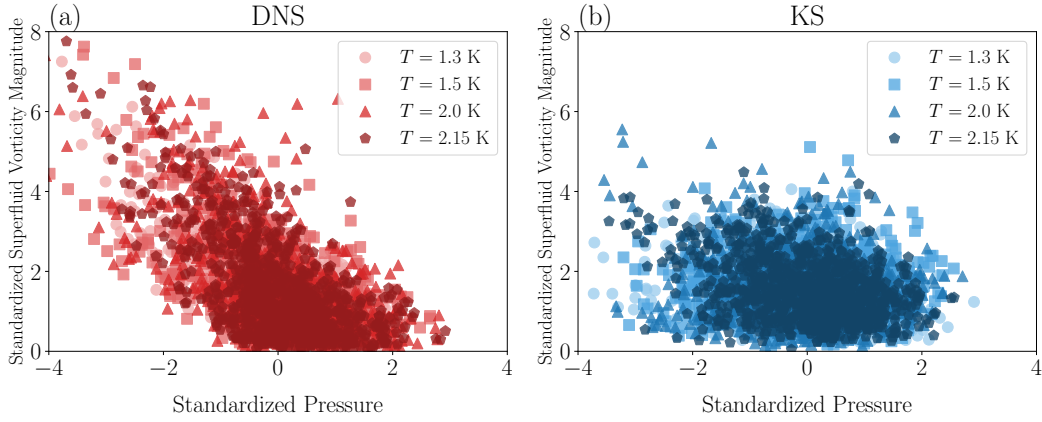 (a) DNS
Standardized Superfluid Vorticity Magnitude
8
6
4
2
0
−4 −2 0 2 4
Standardized Pressure
T = 1.3 K
T = 1.5 K
T = 2.0 K
T = 2.15 K
(b) KS
Standardized Superfluid Vorticity Magnitude
8
6
4
2
0
−4 −2 0 2 4
Standardized Pressure
T = 1.3 K
T = 1.5 K
T = 2.0 K
T = 2.15 K